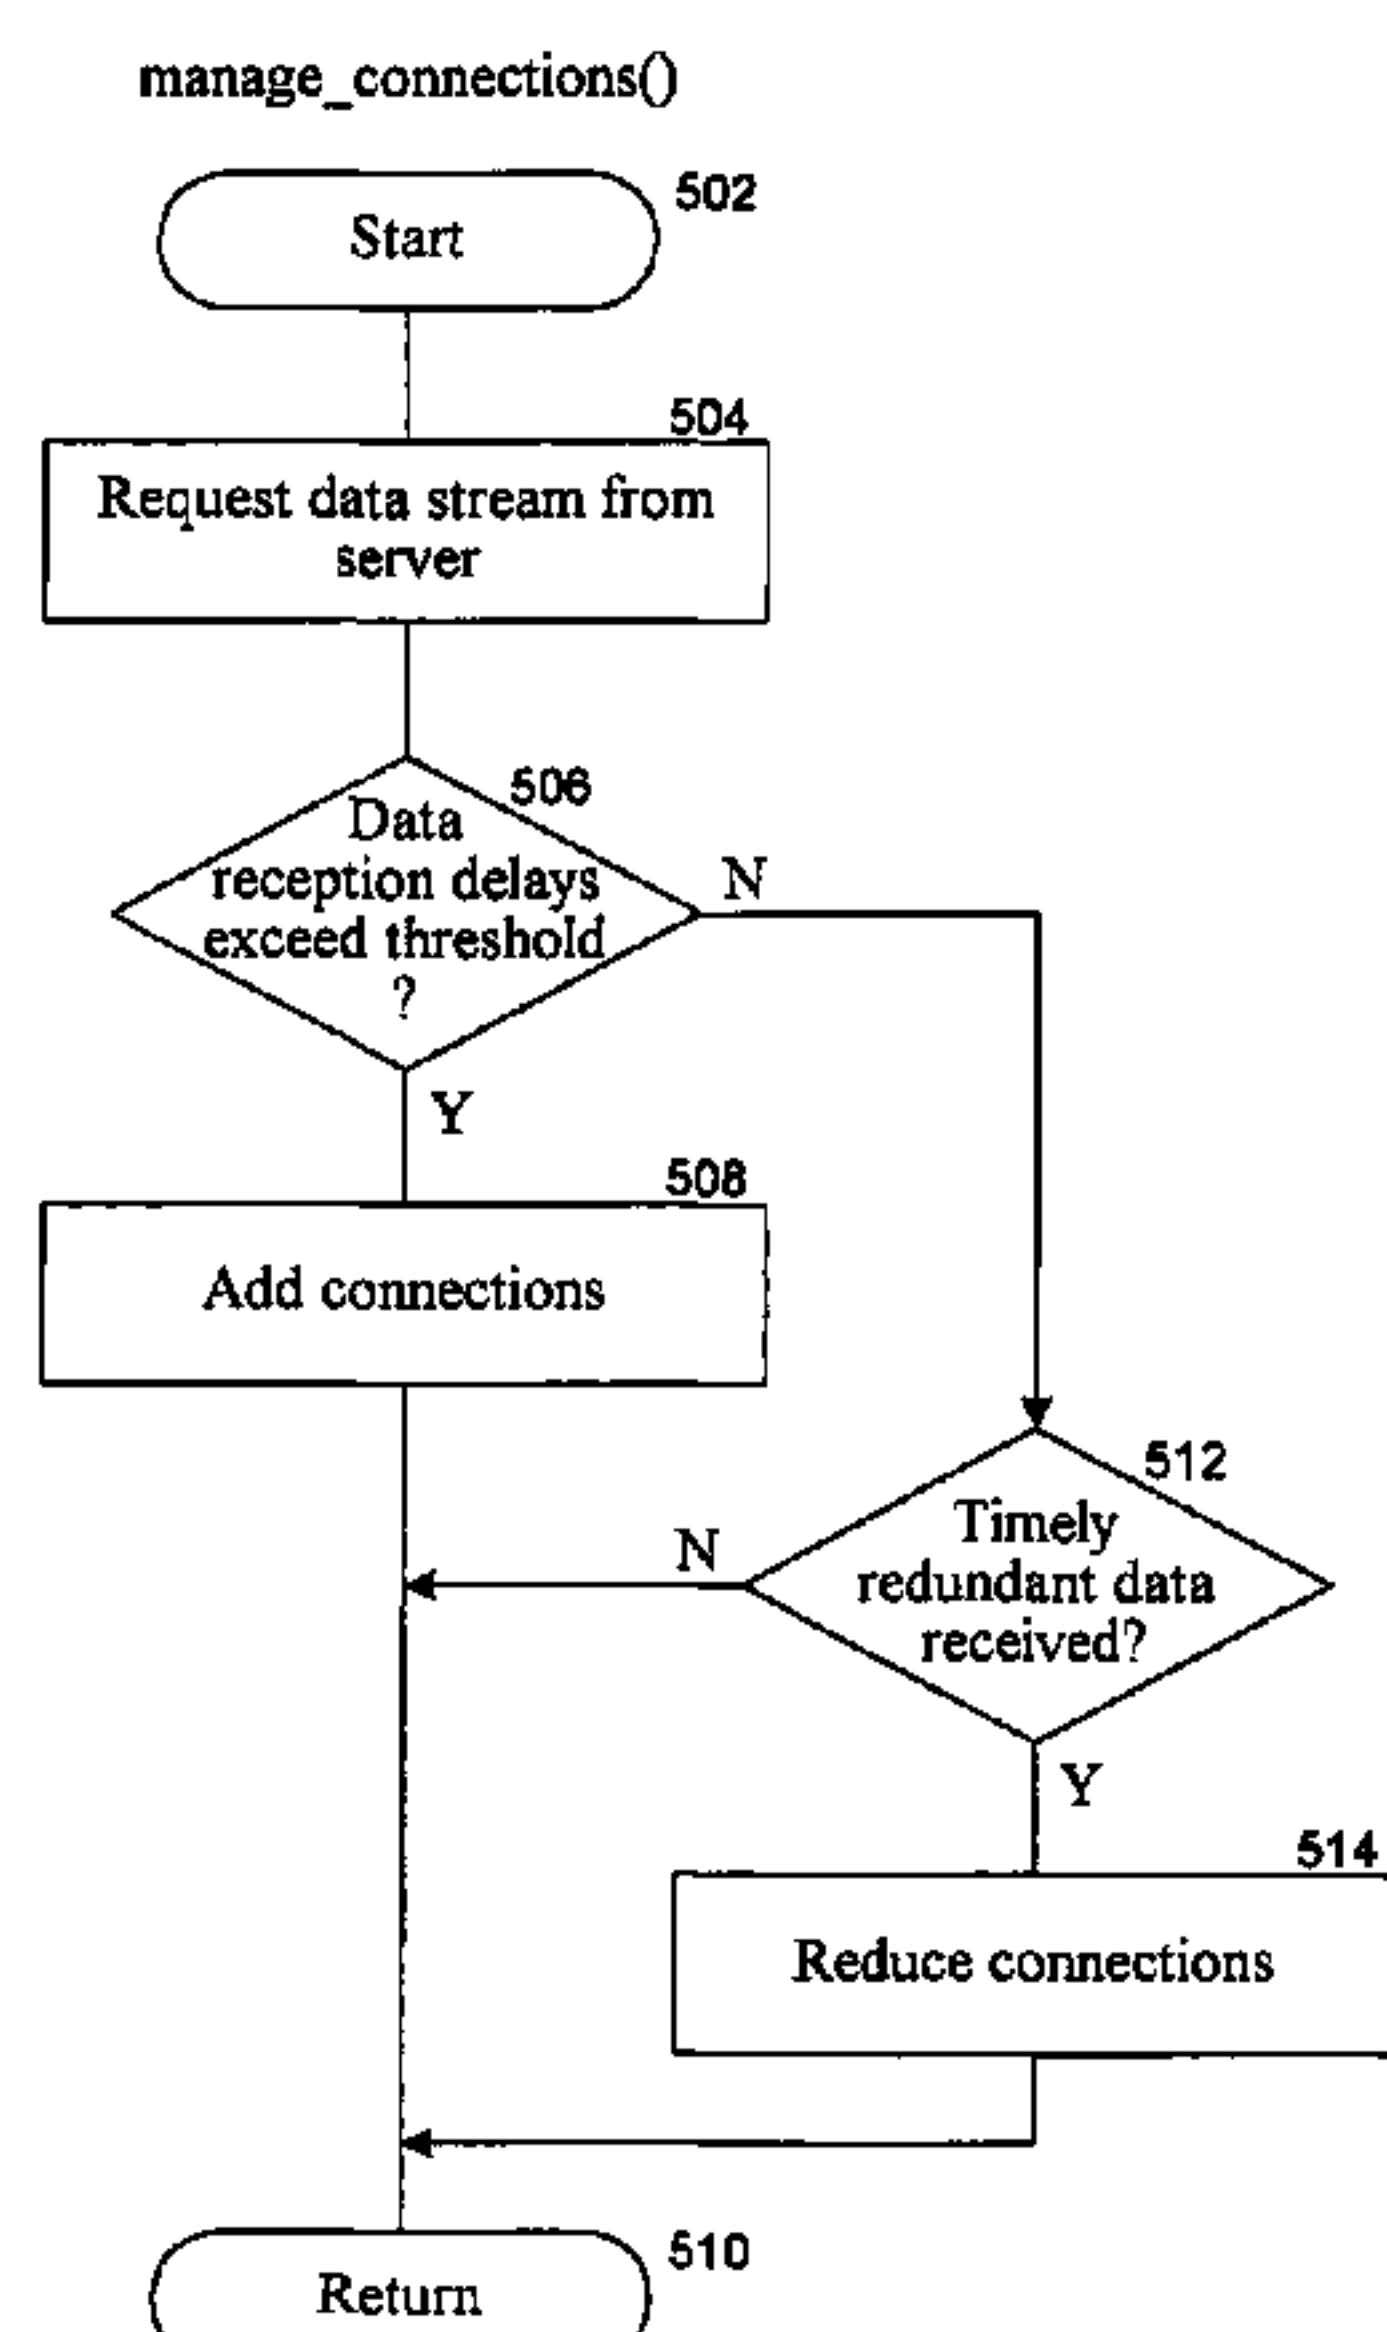 manage_connections()
502
Start
504
Request data stream from
server
506
Data
reception delays
exceed threshold
?
N
Y
508
Add connections
512
Timely
redundant data
received?
N
Y
514
Reduce connections
510
Return